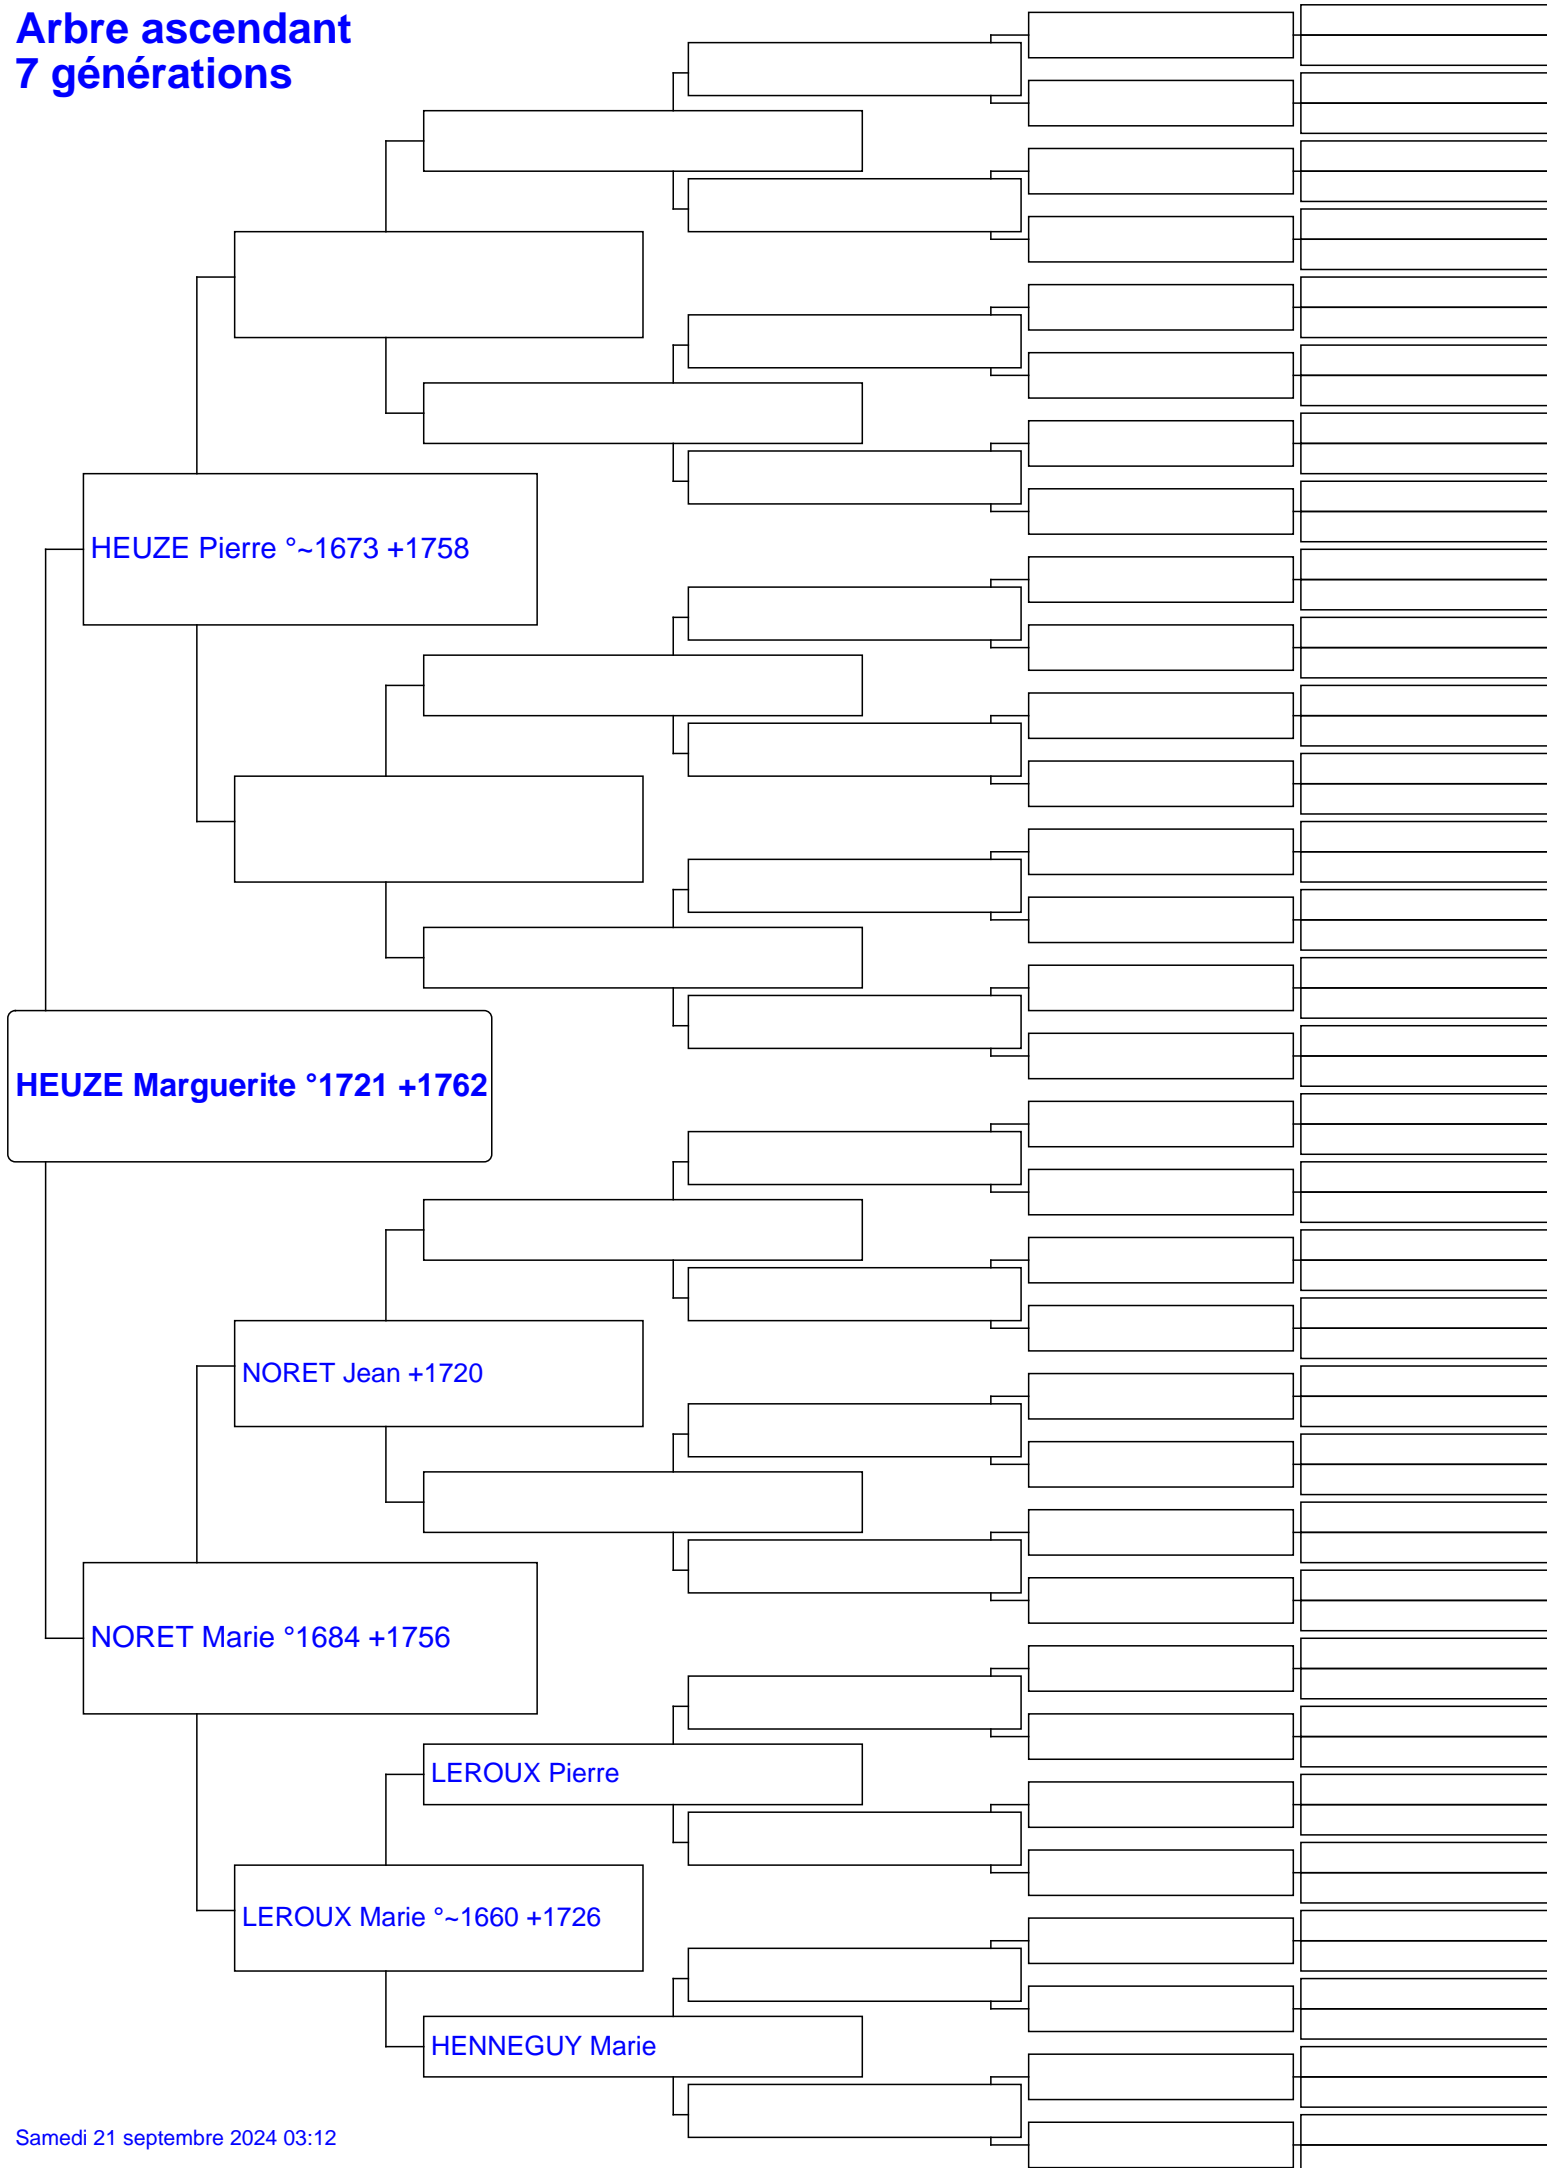 Arbre ascendant
7 générations
HEUZE Pierre °~1673 +1758
HEUZE Marguerite °1721 +1762
NORET Jean +1720
NORET Marie °1684 +1756
LEROUX Pierre
LEROUX Marie °~1660 +1726
HENNEGUY Marie
Samedi 21 septembre 2024 03:12